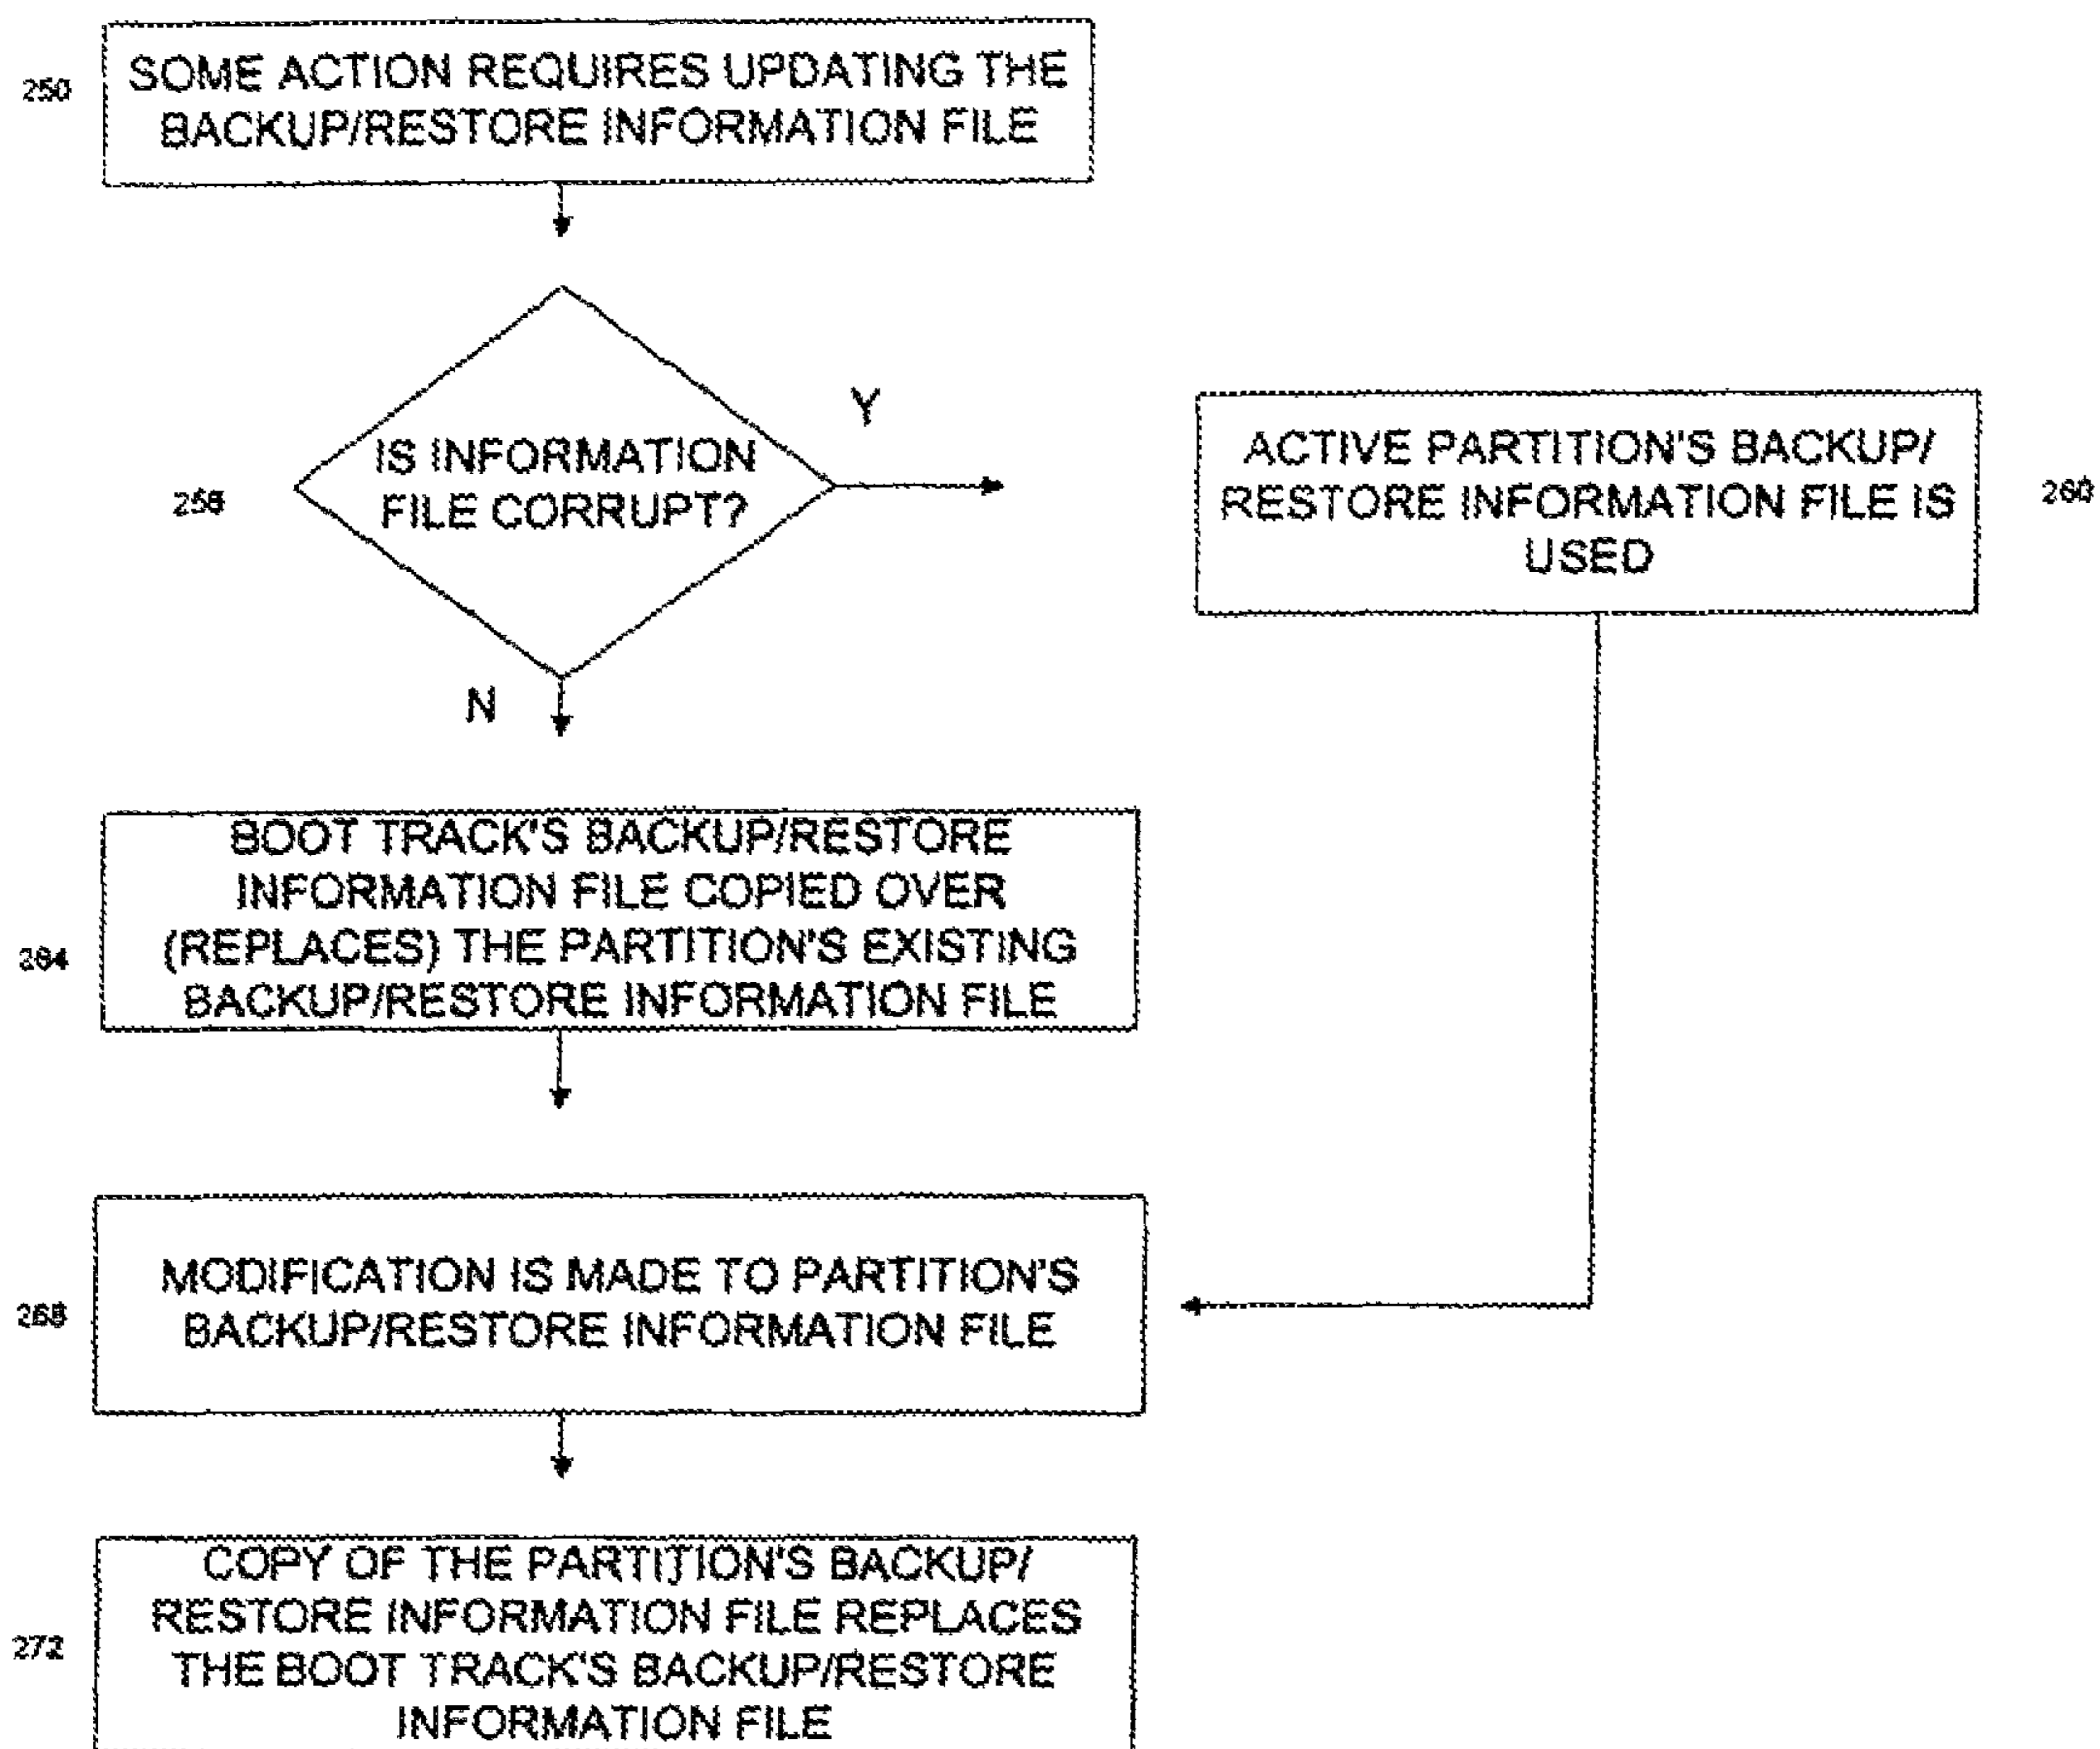 250
SOME ACTION REQUIRES UPDATING THE
BACKUP/RESTORE INFORMATION FILE
Y
IS INFORMATION
FILE CORRUPT?
256
ACTIVE PARTITION'S BACKUP/
RESTORE INFORMATION FILE IS
USED
260
N
BOOT TRACK'S BACKUP/RESTORE
INFORMATION FILE COPIED OVER
(REPLACES) THE PARTITION'S EXISTING
BACKUP/RESTORE INFORMATION FILE
264
MODIFICATION IS MADE TO PARTITION'S
BACKUP/RESTORE INFORMATION FILE
268
COPY OF THE PARTITION'S BACKUP/
RESTORE INFORMATION FILE REPLACES
THE BOOT TRACK'S BACKUP/RESTORE
INFORMATION FILE
272